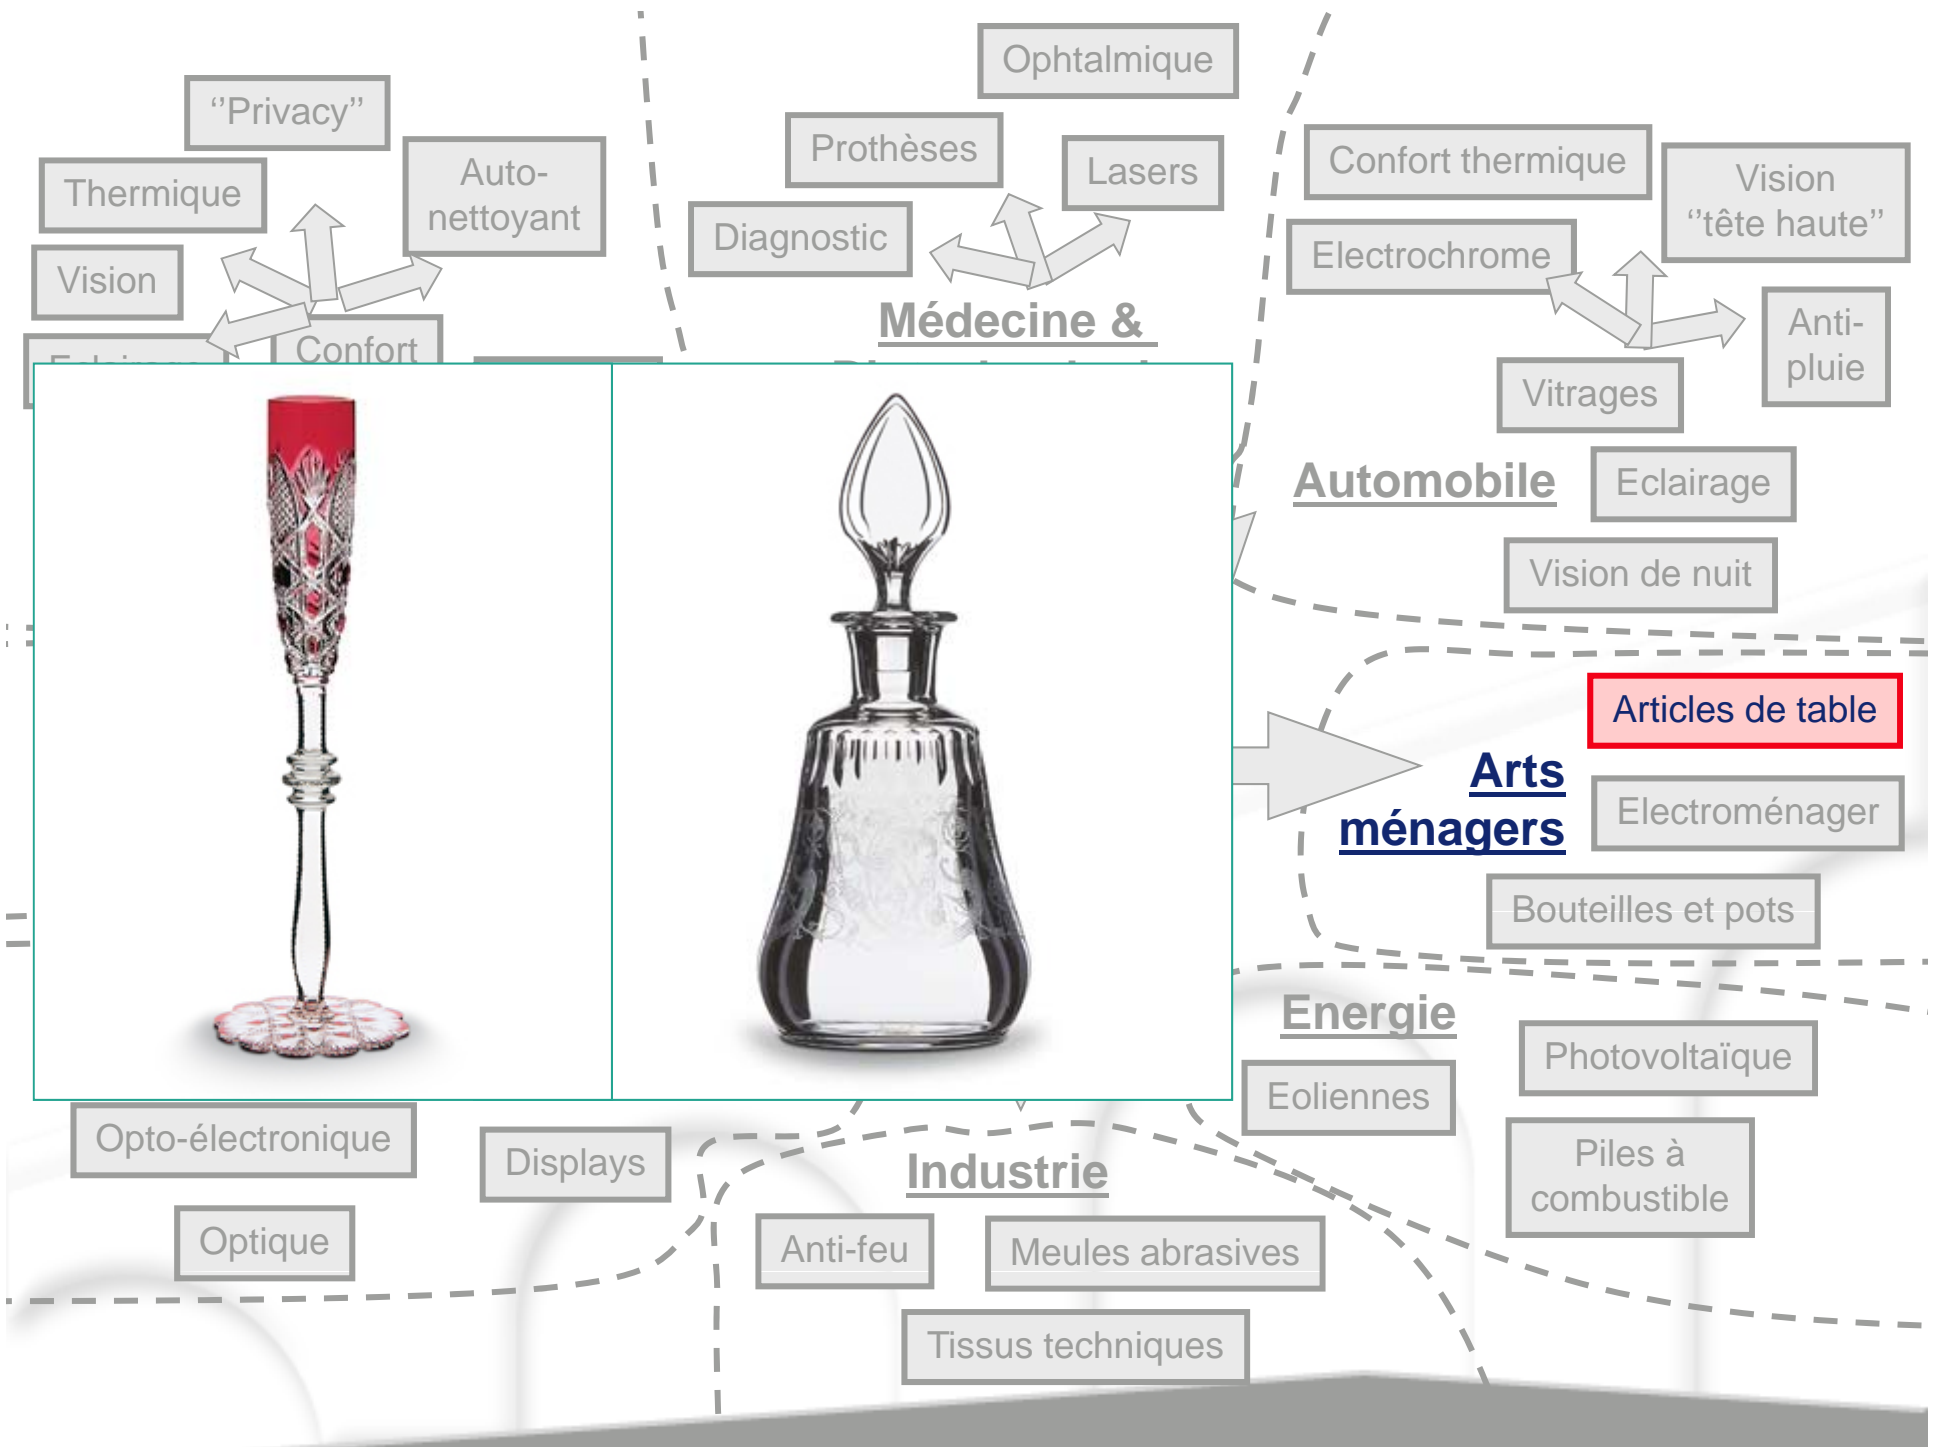 Ophtalmique
‘’Privacy’’
Prothèses
Lasers
Auto-
nettoyant
Thermique
Diagnostic
Vision
Confort
Médecine &
Confort thermique
Vision
‘’tête haute’’
Electrochrome
Anti-
pluie
Vitrages
Automobile
Eclairage
Vision de nuit
Articles de table
Arts
ménagers
Electroménager
Bouteilles et pots
Energie
Photovoltaïque
Eoliennes
Piles à
combustible
Opto-électronique
Displays
Optique
Industrie
Anti-feu
Meules abrasives
Tissus techniques